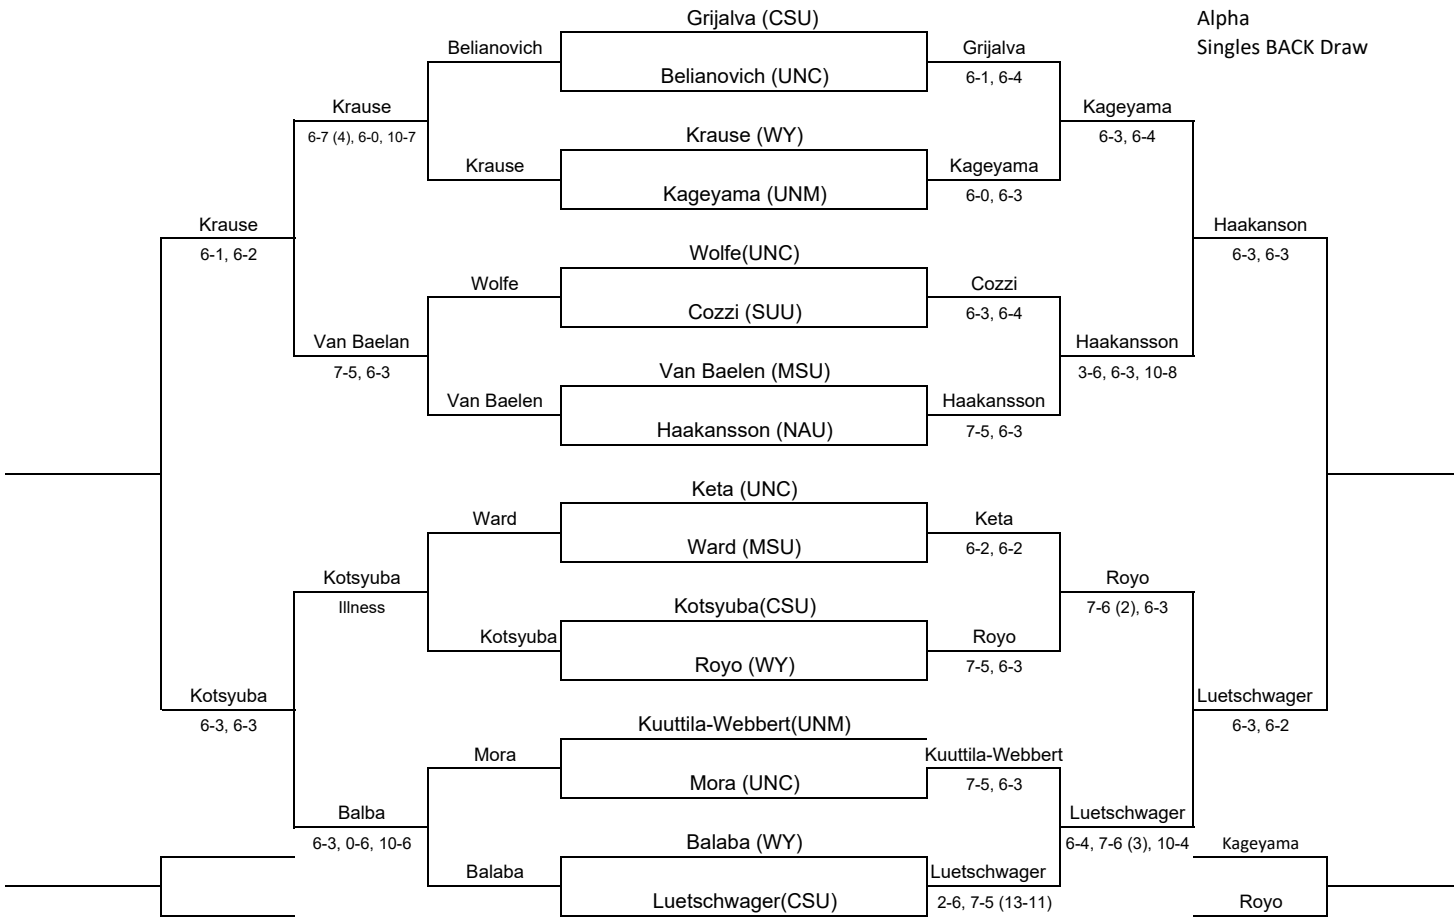 Grijalva (CSU)
Alpha
Belianovich
Grijalva
Singles BACK Draw
Belianovich (UNC)
6-1, 6-4
Krause
Kageyama
6-7 (4), 6-0, 10-7
Krause (WY)
6-3, 6-4
Krause
Kageyama
Kageyama (UNM)
6-0, 6-3
Krause
Haakanson
6-1, 6-2
Wolfe(UNC)
6-3, 6-3
Wolfe
Cozzi
Cozzi (SUU)
6-3, 6-4
Van Baelan
Haakansson
7-5, 6-3
Van Baelen (MSU)
3-6, 6-3, 10-8
Van Baelen
Haakansson
Haakansson (NAU)
7-5, 6-3
Keta (UNC)
Ward
Keta
Ward (MSU)
6-2, 6-2
Kotsyuba
Royo
Illness
Kotsyuba(CSU)
7-6 (2), 6-3
Kotsyuba
Royo
Royo (WY)
7-5, 6-3
Kotsyuba
Luetschwager
6-3, 6-3
Kuuttila-Webbert(UNM)
6-3, 6-2
Mora
Kuuttila-Webbert
Mora (UNC)
7-5, 6-3
Balba
Luetschwager
6-3, 0-6, 10-6
Balaba (WY)
6-4, 7-6 (3), 10-4
Kageyama
Balaba
Luetschwager
Luetschwager(CSU)
2-6, 7-5 (13-11)
Royo